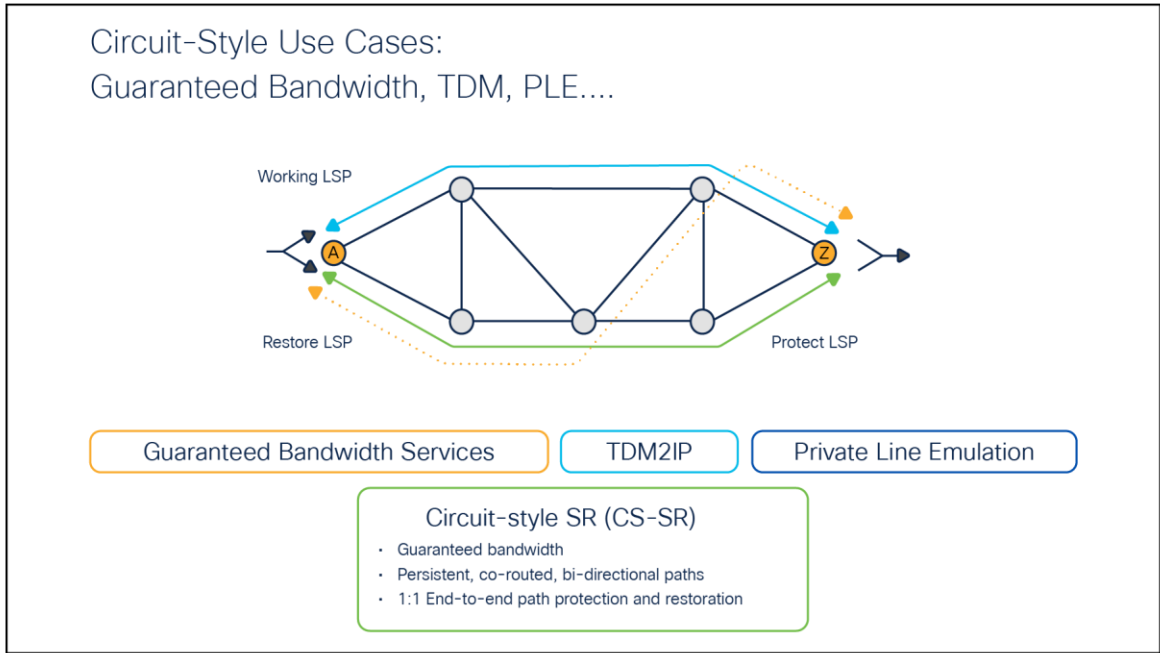 Circuit-Style Use Cases:
Guaranteed Bandwidth, TDM, PLE....
Working LSP
A
Z
Restore LSP
Protect LSP
Guaranteed Bandwidth Services
TDM2IP
Private Line Emulation
Circuit-style SR (CS-SR)
• Guaranteed bandwidth
• Persistent, co-routed, bi-directional paths
• 1:1 End-to-end path protection and restoration